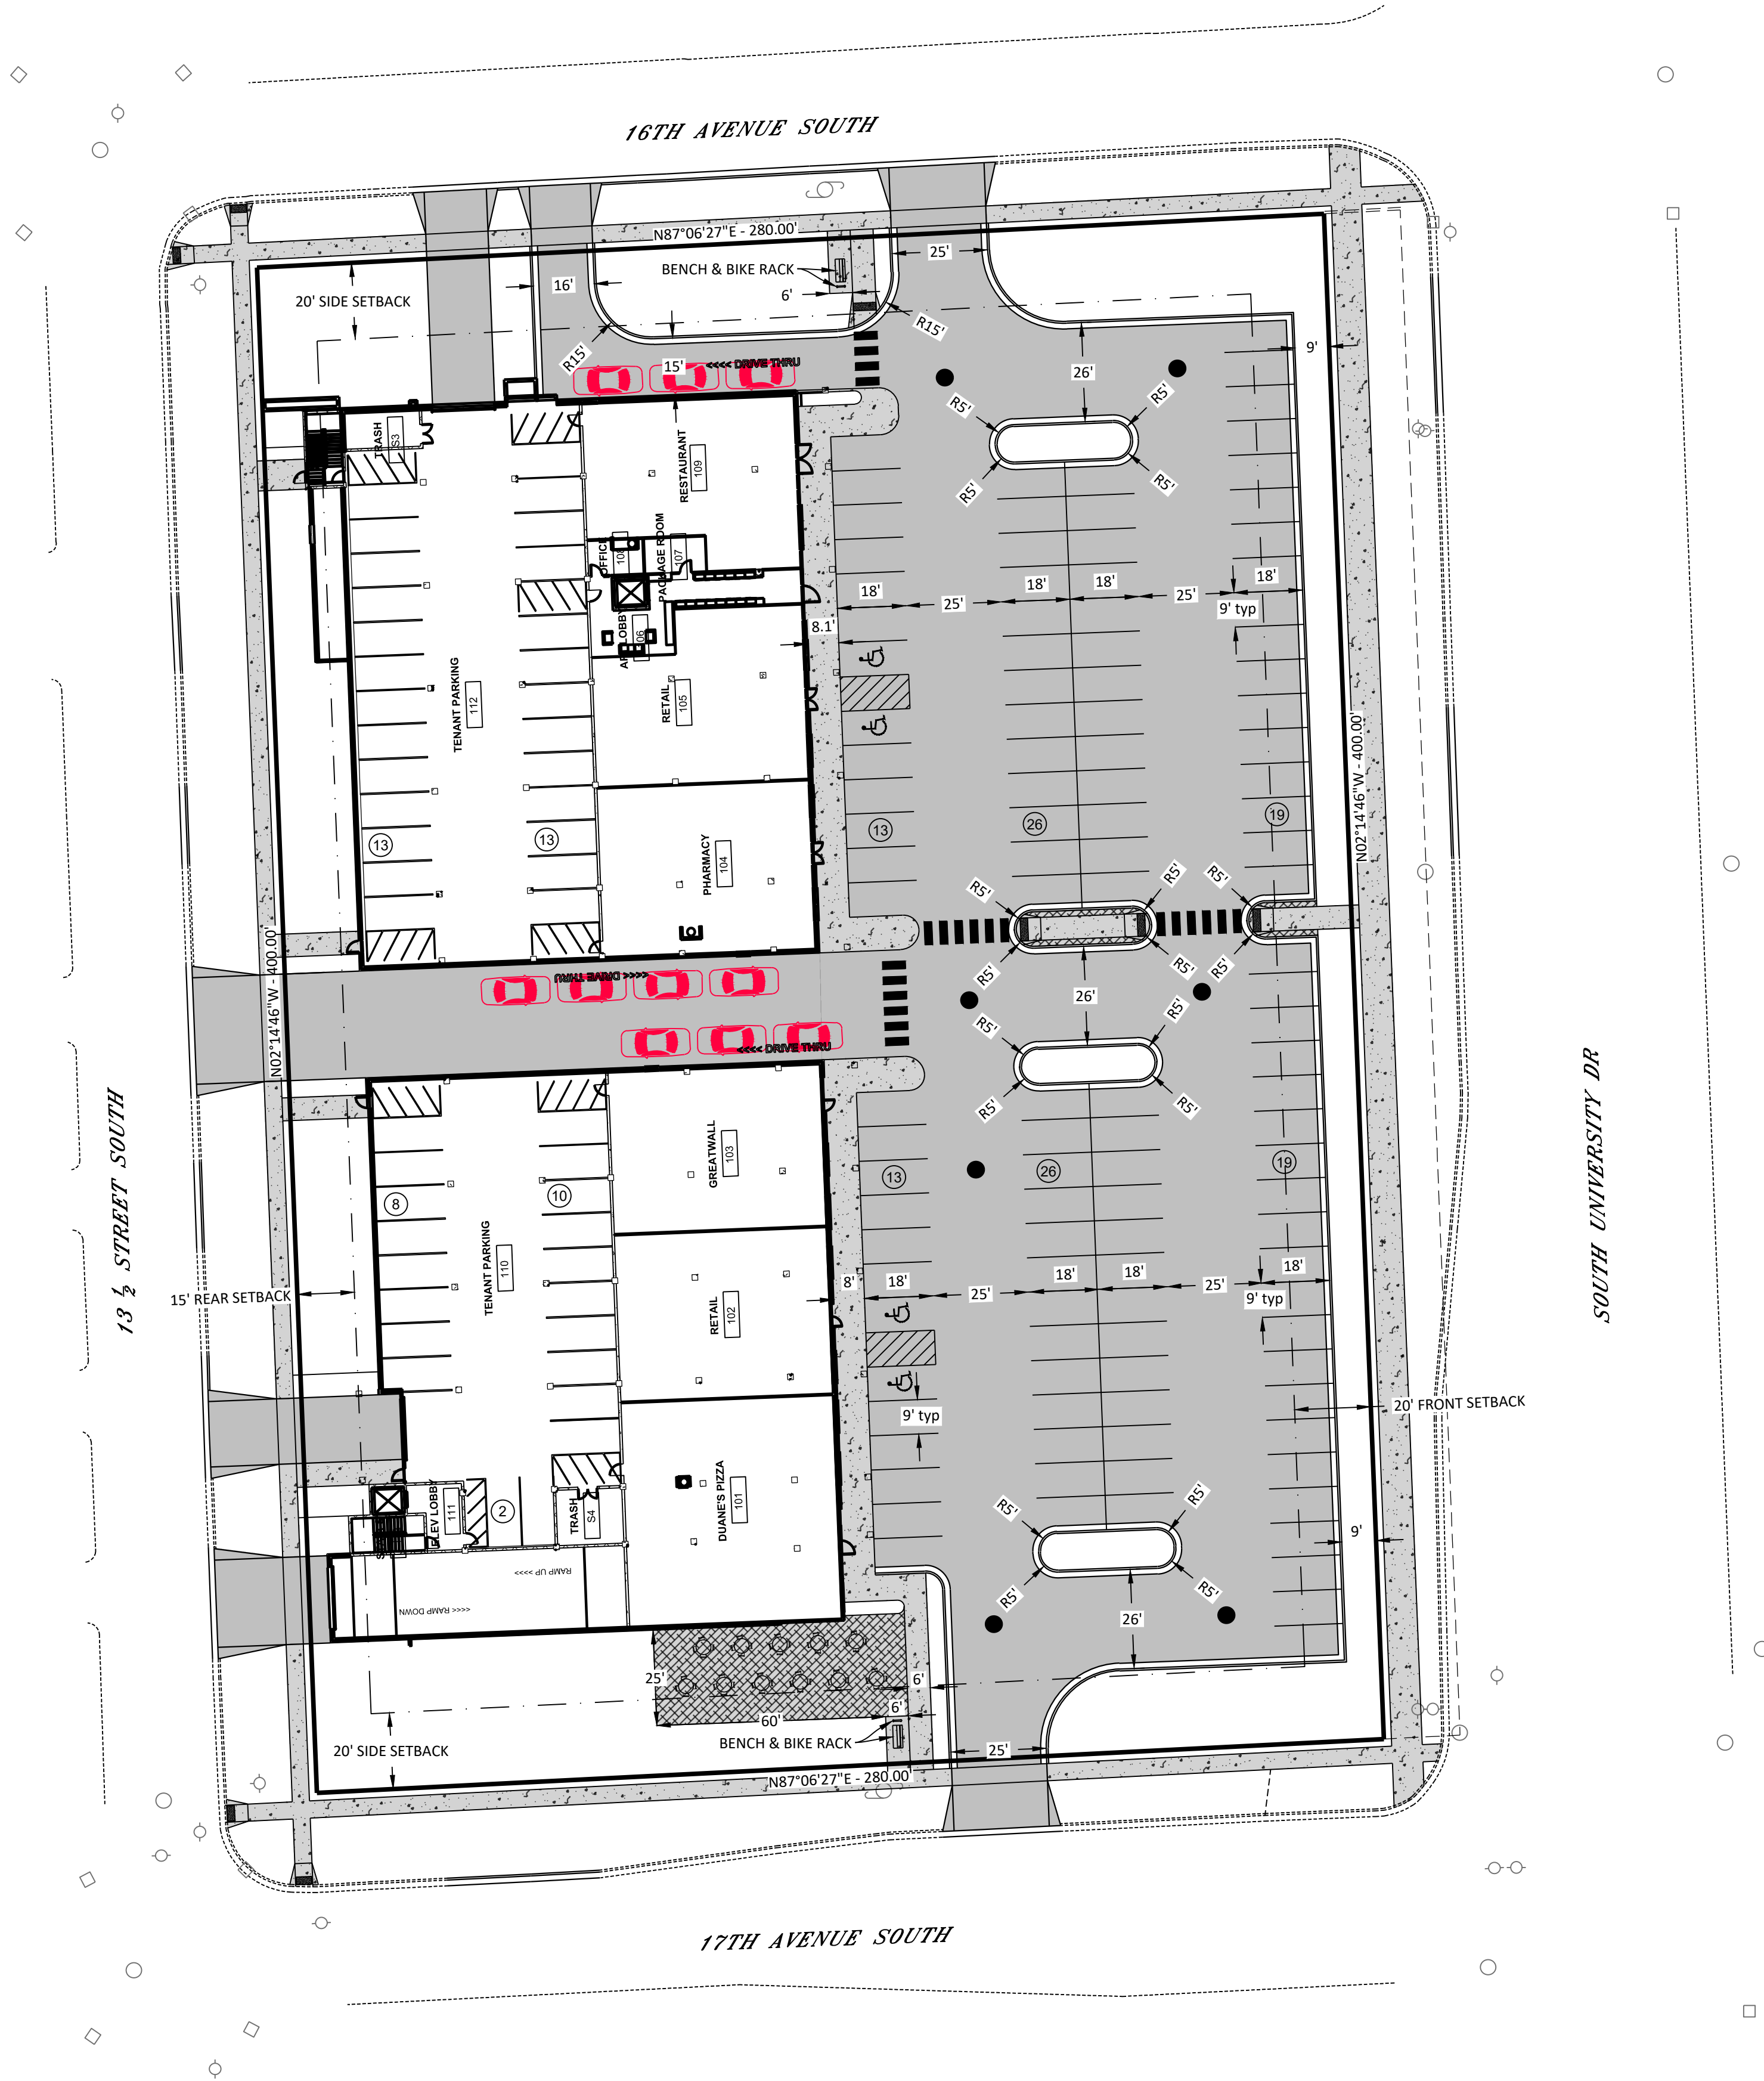 16TH AVENUE SOUTH
N87°06'27"E - 280.00'
BENCH & BIKE RACK
25'
20' SIDE SETBACK
16'
6'
R15'
R15'
15'
<<<< DRIVE THRU
9'
26'
R5'
R5'
R5'
R5'
TRASH
S3
RESTAURANT
109
OFFICE
108
PACKAGE ROOM
107
18'
25'
18'
18'
25'
18'
9' typ
8.1'
LOBBY
TENANT PARKING
112
RETAIL
105
N02°14'46"W - 400.00'
13
13
13
26
19
PHARMACY
104
R5'
R5'
R5'
R5'
R5'
R5'
N02°14'46"W - 400.00'
<<<< DRIVE THRU
26'
<<<< DRIVE THRU
R5'
R5'
R5'
R5'
13 ½ STREET SOUTH
SOUTH UNIVERSITY DR
GREATWALL
103
8
10
13
26
19
TENANT PARKING
110
15' REAR SETBACK
8'
18'
25'
18'
18'
25'
18'
9' typ
RETAIL
102
20' FRONT SETBACK
9' typ
DUANE'S PIZZA
101
ELEV LOBBY
111
2
TRASH
S4
R5'
R5'
R5'
R5'
9'
RAMP UP >>>>
<<<< RAMP DOWN
26'
25'
6'
60'
6'
20' SIDE SETBACK
BENCH & BIKE RACK
25'
N87°06'27"E - 280.00'
17TH AVENUE SOUTH